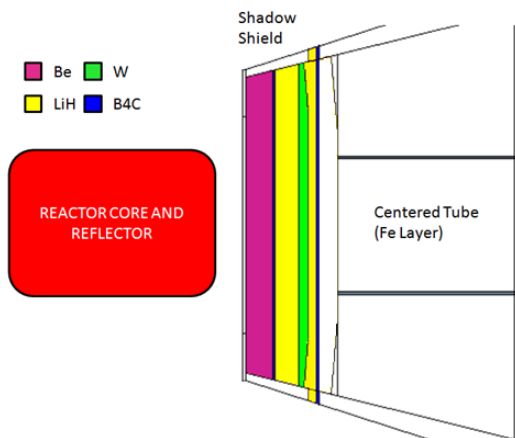 Shadow
Shield
Be
W
LiH
B4C
REACTOR CORE AND
REFLECTOR
Centered Tube
(Fe Layer)